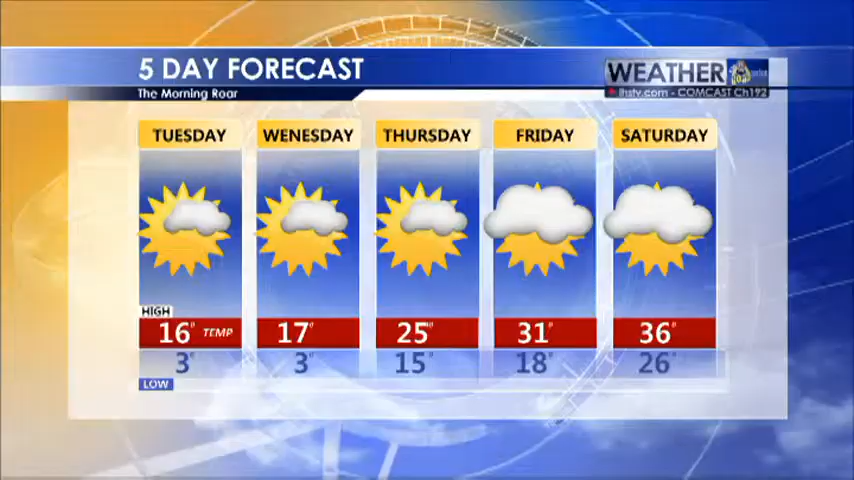 5 DAY FORECAST
The Morning Roar
WEATHER
lhstv.com - COMCAST Ch192
TUESDAY WENESDAY THURSDAY FRIDAY SATURDAY
HIGH
16° TEMP 17° 25° 31° 36°
3° 3° 15° 18° 26°
LOW